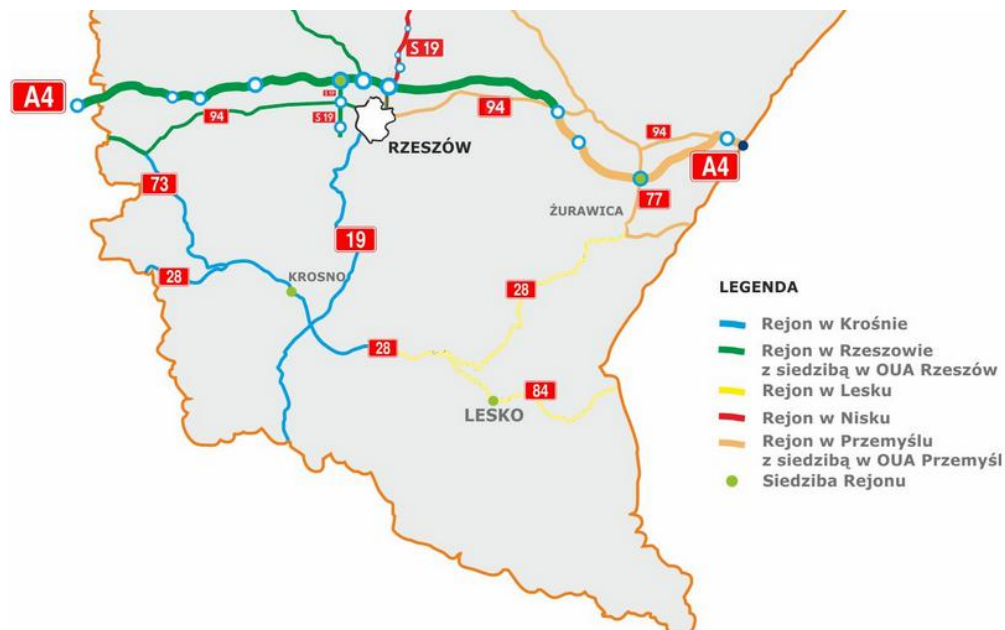 S 19
A4
S 19
94
S 19
94
94
RZESZÓW
A4
73
77
ŻURAWICA
19
28
KROSNO
28
LEGENDA
Rejon w Krośnie
28
Rejon w Rzeszowie
z siedzibą w OUA Rzeszów
84
Rejon w Lesku
LESKO
Rejon w Nisku
Rejon w Przemyślu
z siedzibą w OUA Przemyśl
Siedziba Rejonu